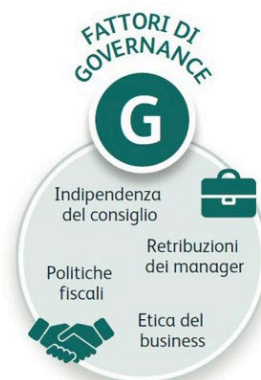 FATTORI DI
GOVERNANCE
G
Indipendenza
del consiglio
Retribuzioni
dei manager
Politiche
fiscali
Etica del
business